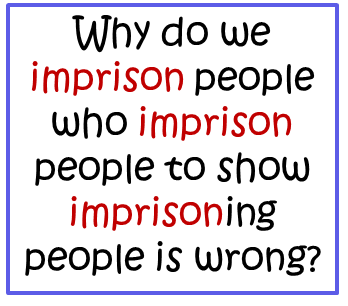 Why do we
imprison people
who imprison
people to show
imprisoning
people is wrong?